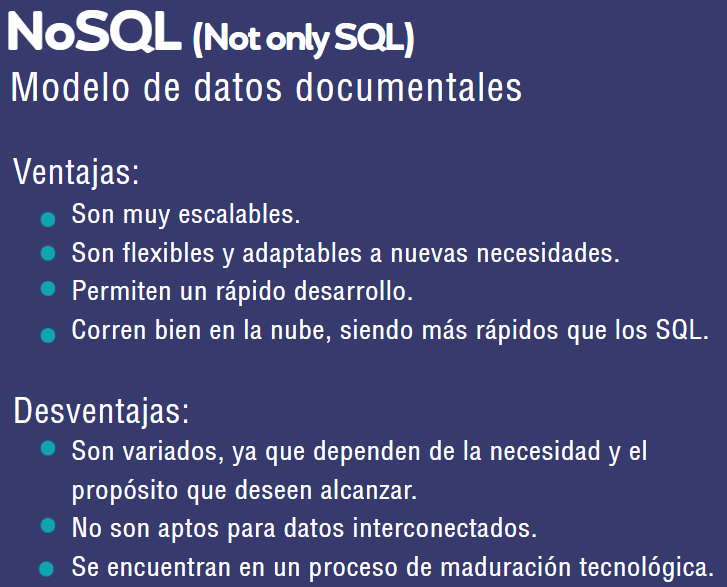 NoSQL (Not only SQL)
Modelo de datos documentales
Ventajas:
Son muy escalables.
Son flexibles y adaptables a nuevas necesidades.
Permiten un rápido desarrollo.
Corren bien en la nube, siendo más rápidos que los SQL.
Desventajas:
Son variados, ya que dependen de la necesidad y el
propósito que deseen alcanzar.
No son aptos para datos interconectados.
Se encuentran en un proceso de maduración tecnológica.